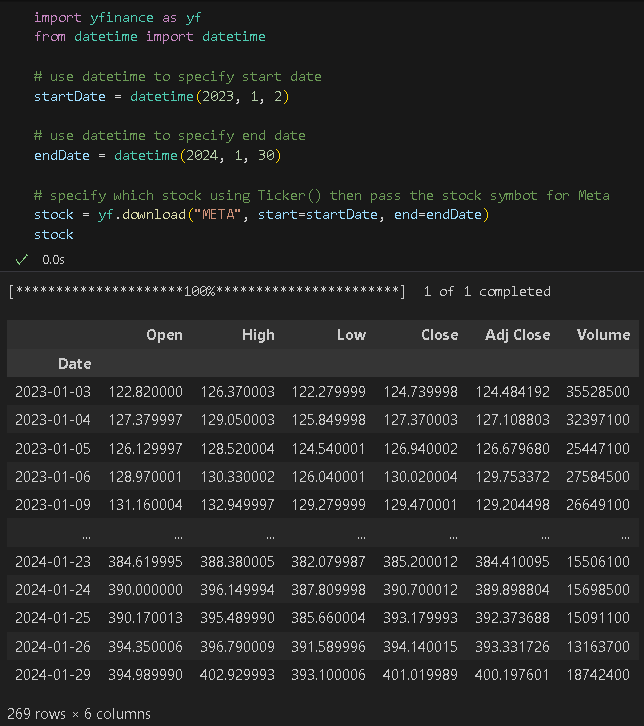 import yfinance as yf
from datetime import datetime
# use datetime to specify start date
startDate = datetime(2023, 1, 2)
# use datetime to specify end date
endDate = datetime(2024, 1, 30)
# specify which stock using Ticker() then pass the stock symbot for Meta
stock = yf.download("META", start=startDate, end=endDate)
stock
✓ 0.0s
[*********************100%***********************] 1 of 1 completed
Open High Low Close Adj Close Volume
Date
2023-01-03 122.820000 126.370003 122.279999 124.739998 124.484192 35528500
2023-01-04 127.379997 129.050003 125.849998 127.370003 127.108803 32397100
2023-01-05 126.129997 128.520004 124.540001 126.940002 126.679680 25447100
2023-01-06 128.970001 130.330002 126.040001 130.020004 129.753372 27584500
2023-01-09 131.160004 132.949997 129.279999 129.470001 129.204498 26649100
... ... ... ... ... ... ...
2024-01-23 384.619995 388.380005 382.079987 385.200012 384.410095 15506100
2024-01-24 390.000000 396.149994 387.809998 390.700012 389.898804 15698500
2024-01-25 390.170013 395.489990 385.660004 393.179993 392.373688 15091100
2024-01-26 394.350006 396.790009 391.589996 394.140015 393.331726 13163700
2024-01-29 394.989990 402.929993 393.100006 401.019989 400.197601 18742400
269 rows × 6 columns